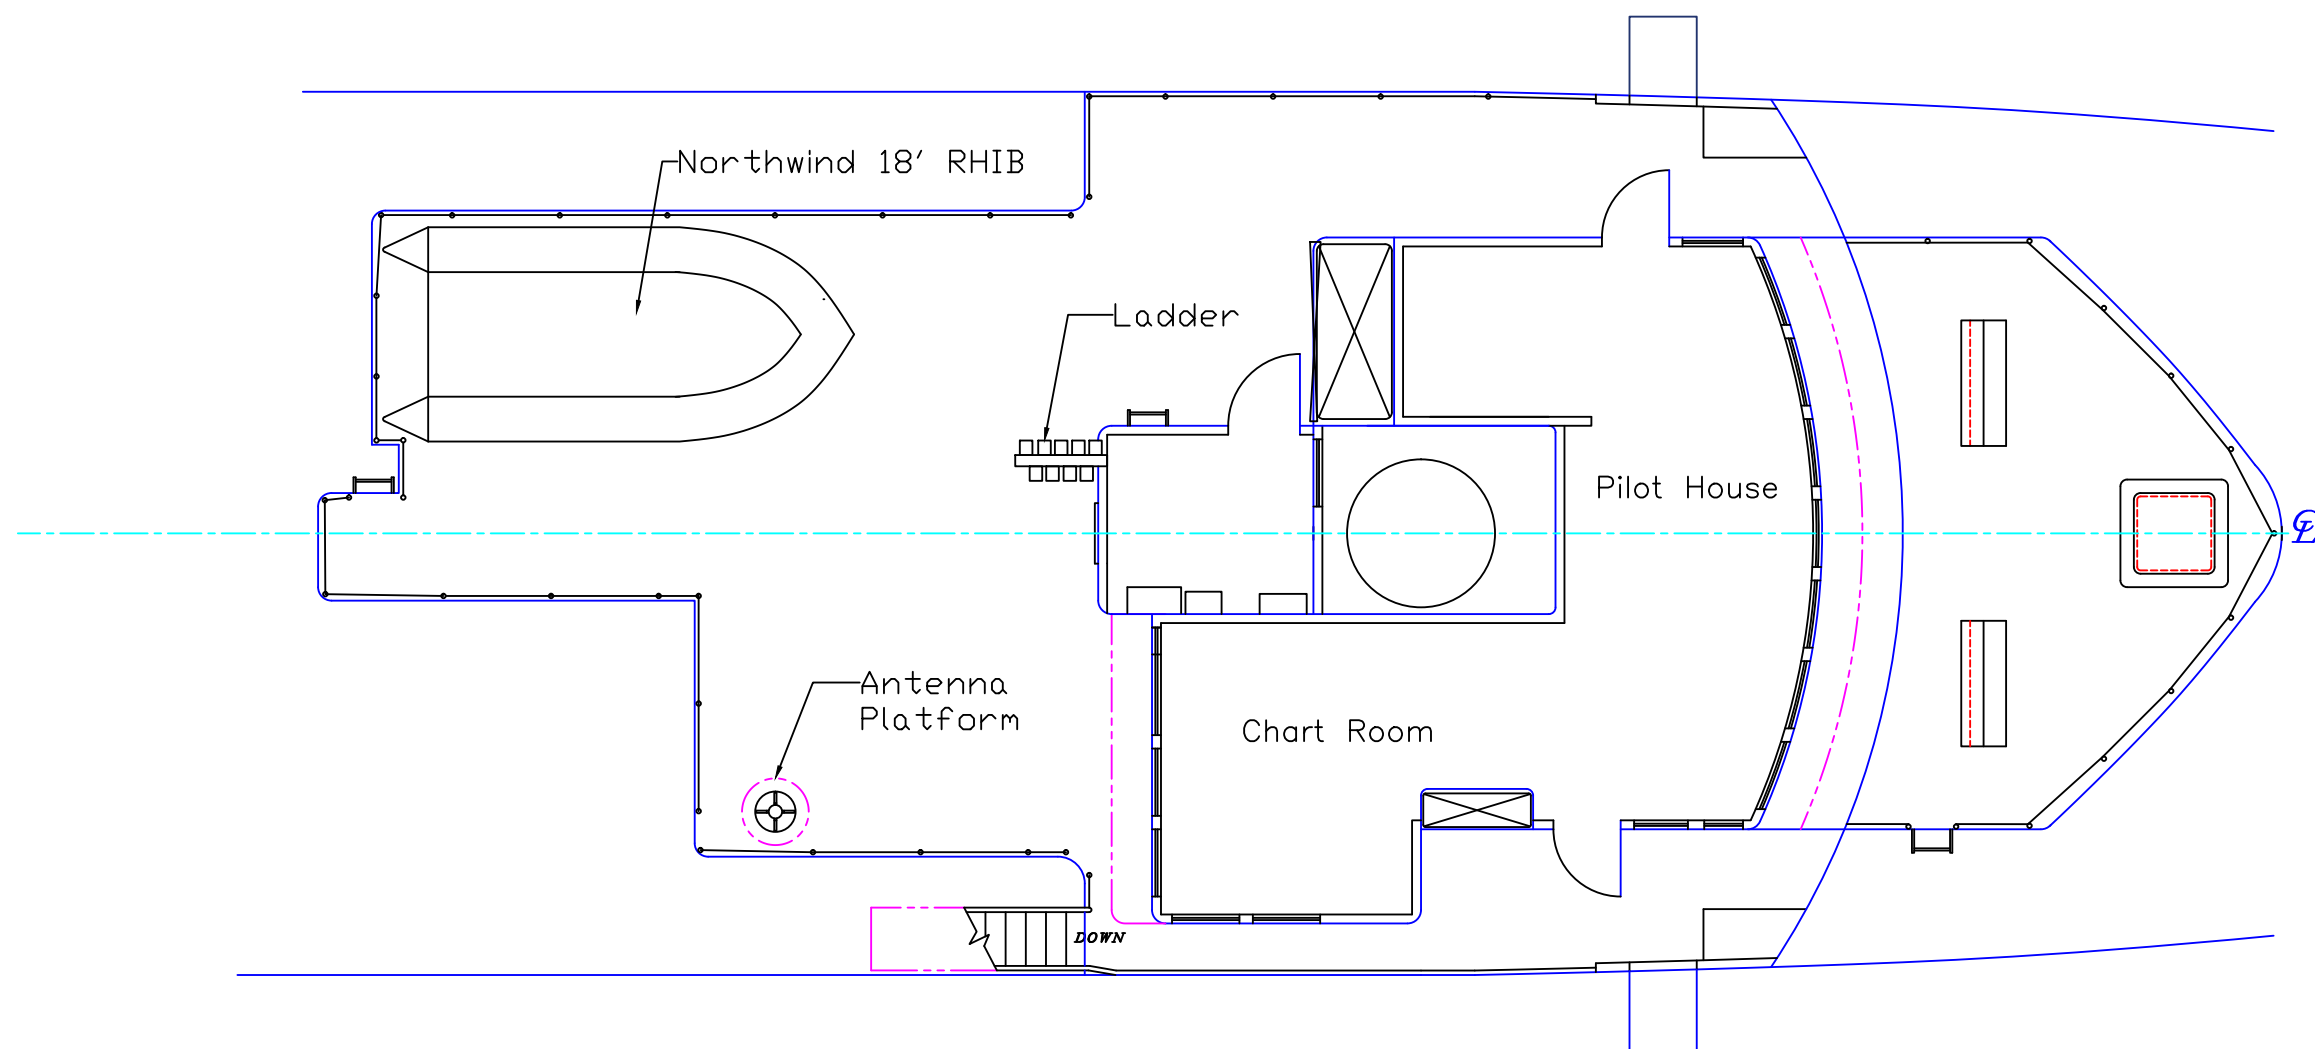 Northwind 18' RHIB
Ladder
Pilot House
℄
Antenna
Platform
Chart Room
DOWN